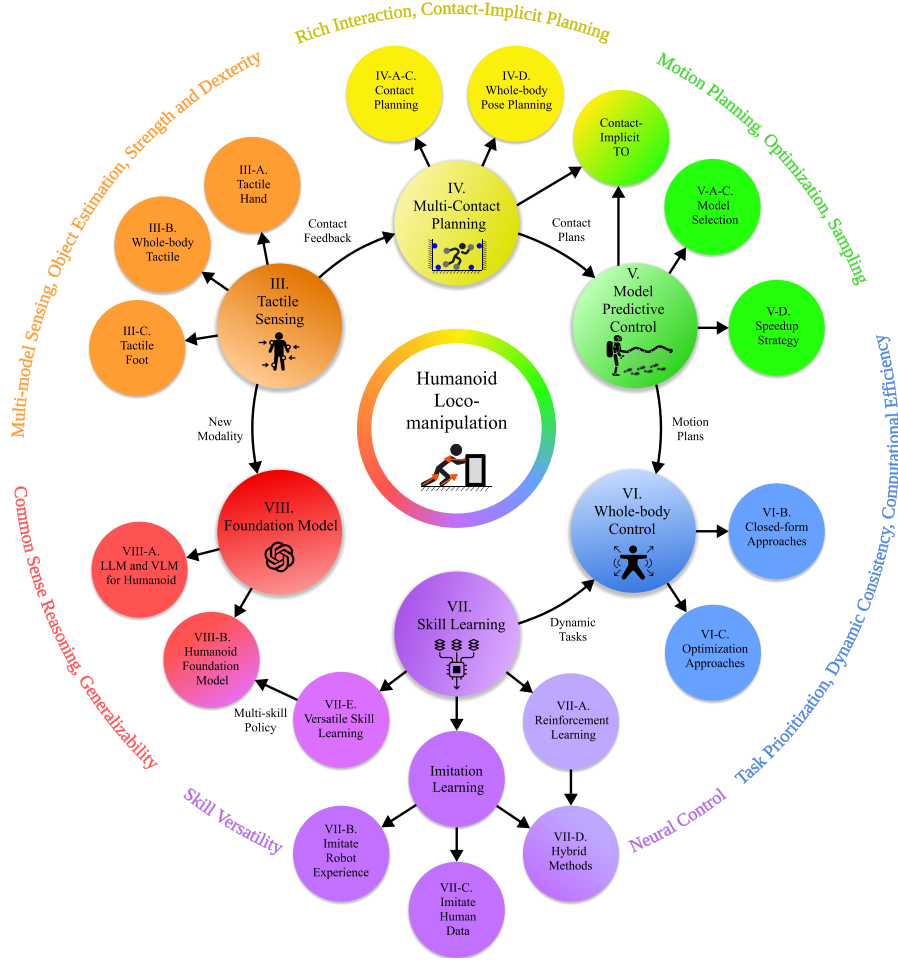 Rich Interaction, Contact-Implicit Planning
Motion Planning, Optimization, Sampling
Multi-model Sensing, Object Estimation, Strength and Dexterity
IV-A-C.
Contact
Planning
IV-D.
Whole-body
Pose Planning
Contact-
Implicit
TO
III-A.
Tactile
Hand
IV.
Multi-Contact
Planning
V-A-C.
Model
Selection
III-B.
Whole-body
Tactile
Contact
Feedback
Contact
Plans
III.
Tactile
Sensing
V.
Model
Predictive
Control
III-C.
Tactile
Foot
V-D.
Speedup
Strategy
Humanoid
Loco-
manipulation
New
Modality
Motion
Plans
Task Prioritization, Dynamic Consistency, Computational Efficiency
Common Sense Reasoning, Generalizability
VIII.
Foundation Model
VI.
Whole-body
Control
VI-B.
Closed-form
Approaches
VIII-A.
LLM and VLM
for Humanoid
VII.
Skill Learning
Dynamic
Tasks
VI-C.
Optimization
Approaches
VIII-B.
Humanoid
Foundation
Model
Multi-skill
Policy
VII-E.
Versatile Skill
Learning
VII-A.
Reinforcement
Learning
Imitation
Learning
Skill Versatility
Neural Control
VII-B.
Imitate
Robot
Experience
VII-C.
Imitate
Human
Data
VII-D.
Hybrid
Methods